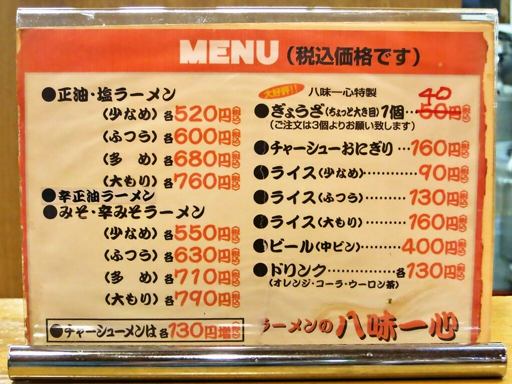 MENU (税込価格です)
●正油・塩ラーメン
(少なめ) 各520円
(ふつう) 各600円
(多 め) 各680円
(大もり) 各760円
●辛正油ラーメン
●みそ・辛みそラーメン
(少なめ) 各550円
(ふつう) 各630円
(多 め) 各710円
(大もり) 各790円
●チャーシューメンは各130円増
大好評!! 八味一心特製
40
●ぎょうざ(ちょっと大き目)1個…50円
(ご注文は3個よりお願い致します)
●チャーシューおにぎり…160円
●ライス(少なめ)………90円
●ライス(ふつう)………130円
●ライス(大もり)………160円
●ビール(中ビン)………400円
●ドリンク……………各130円
(オレンジ・コーラ・ウーロン茶)
ラーメンの八味一心